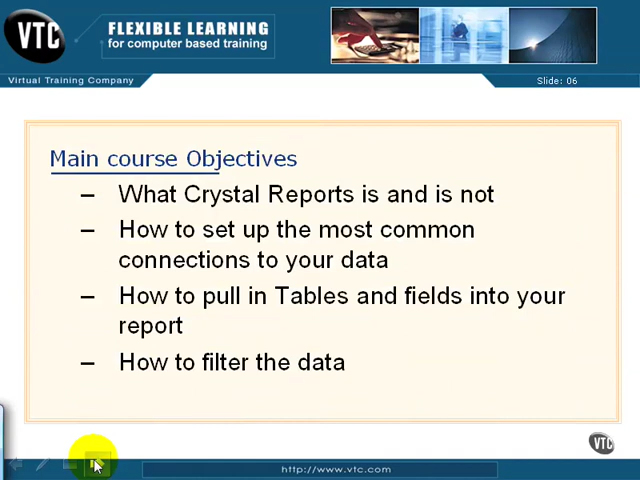 VTC
FLEXIBLE LEARNING
for computer based training
Virtual Training Company
Slide: 06
Main course Objectives
– What Crystal Reports is and is not
– How to set up the most common
connections to your data
– How to pull in Tables and fields into your
report
– How to filter the data
VTC
http://www.vtc.com